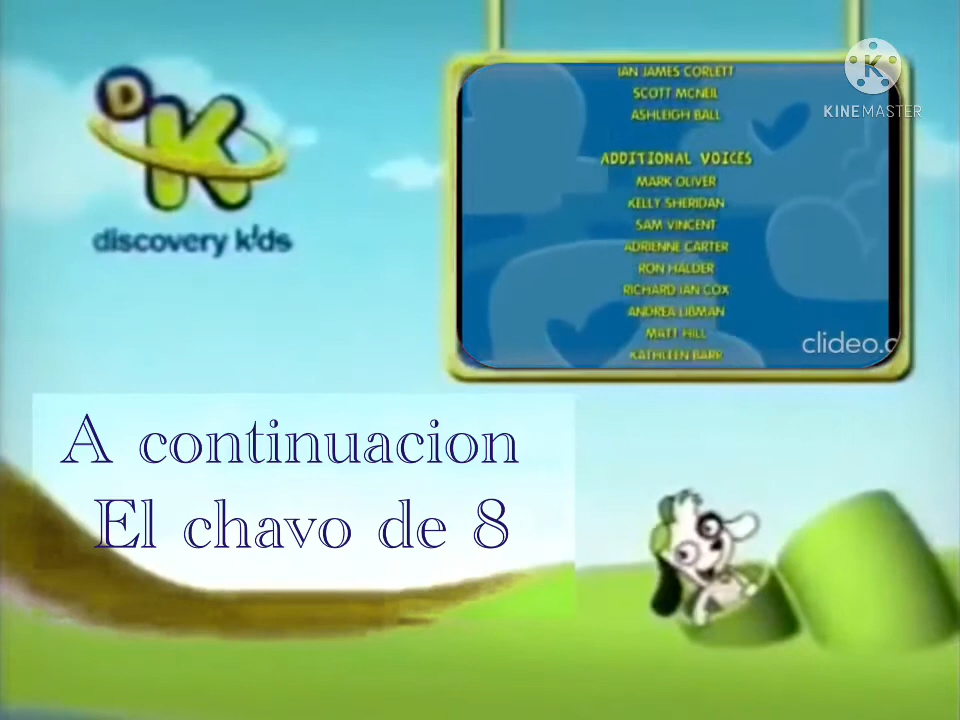 D
K
discovery kids
IAN JAMES CORLETT
SCOTT MCNEIL
ASHLEIGH BALL
ADDITIONAL VOICES
MARK OLIVER
KELLY SHERIDAN
SAM VINCENT
ADRIENNE CARTER
RON HALDER
RICHARD IAN COX
ANDREA LIBMAN
MATT HILL
KATHLEEN BARR
K
KINEMASTER
clideo.c
A continuacion
El chavo de 8